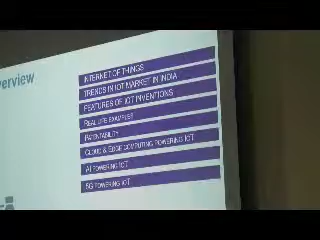 verview
INTERNET OF THINGS
TRENDS IN IOT MARKET IN INDIA
FEATURES OF IOT INVENTIONS
REAL LIFE EXAMPLES
PATENTABILITY
CLOUD & EDGE COMPUTING POWERING IOT
AI POWERING IOT
5G POWERING IOT